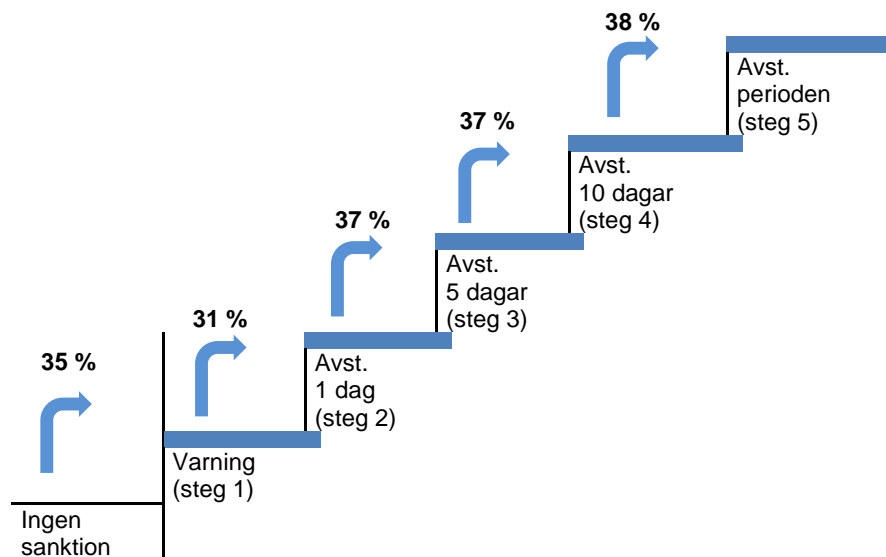 38 %
Avst.
perioden
(steg 5)
37 %
Avst.
10 dagar
(steg 4)
37 %
Avst.
5 dagar
(steg 3)
31 %
Avst.
1 dag
(steg 2)
35 %
Varning
(steg 1)
Ingen
sanktion